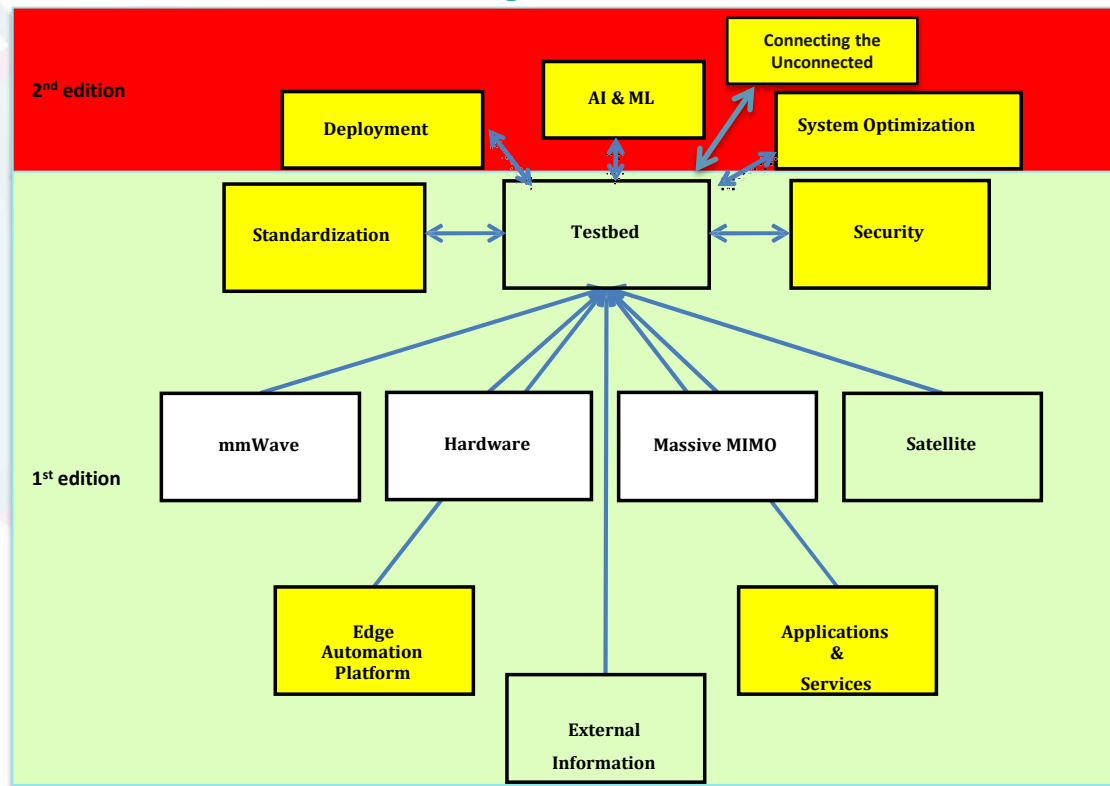 Connecting the
Unconnected
2nd edition
AI & ML
Deployment
System Optimization
Standardization
Testbed
Security
mmWave
Hardware
Massive MIMO
Satellite
1st edition
Edge
Automation
Platform
Applications
&
Services
External
Information